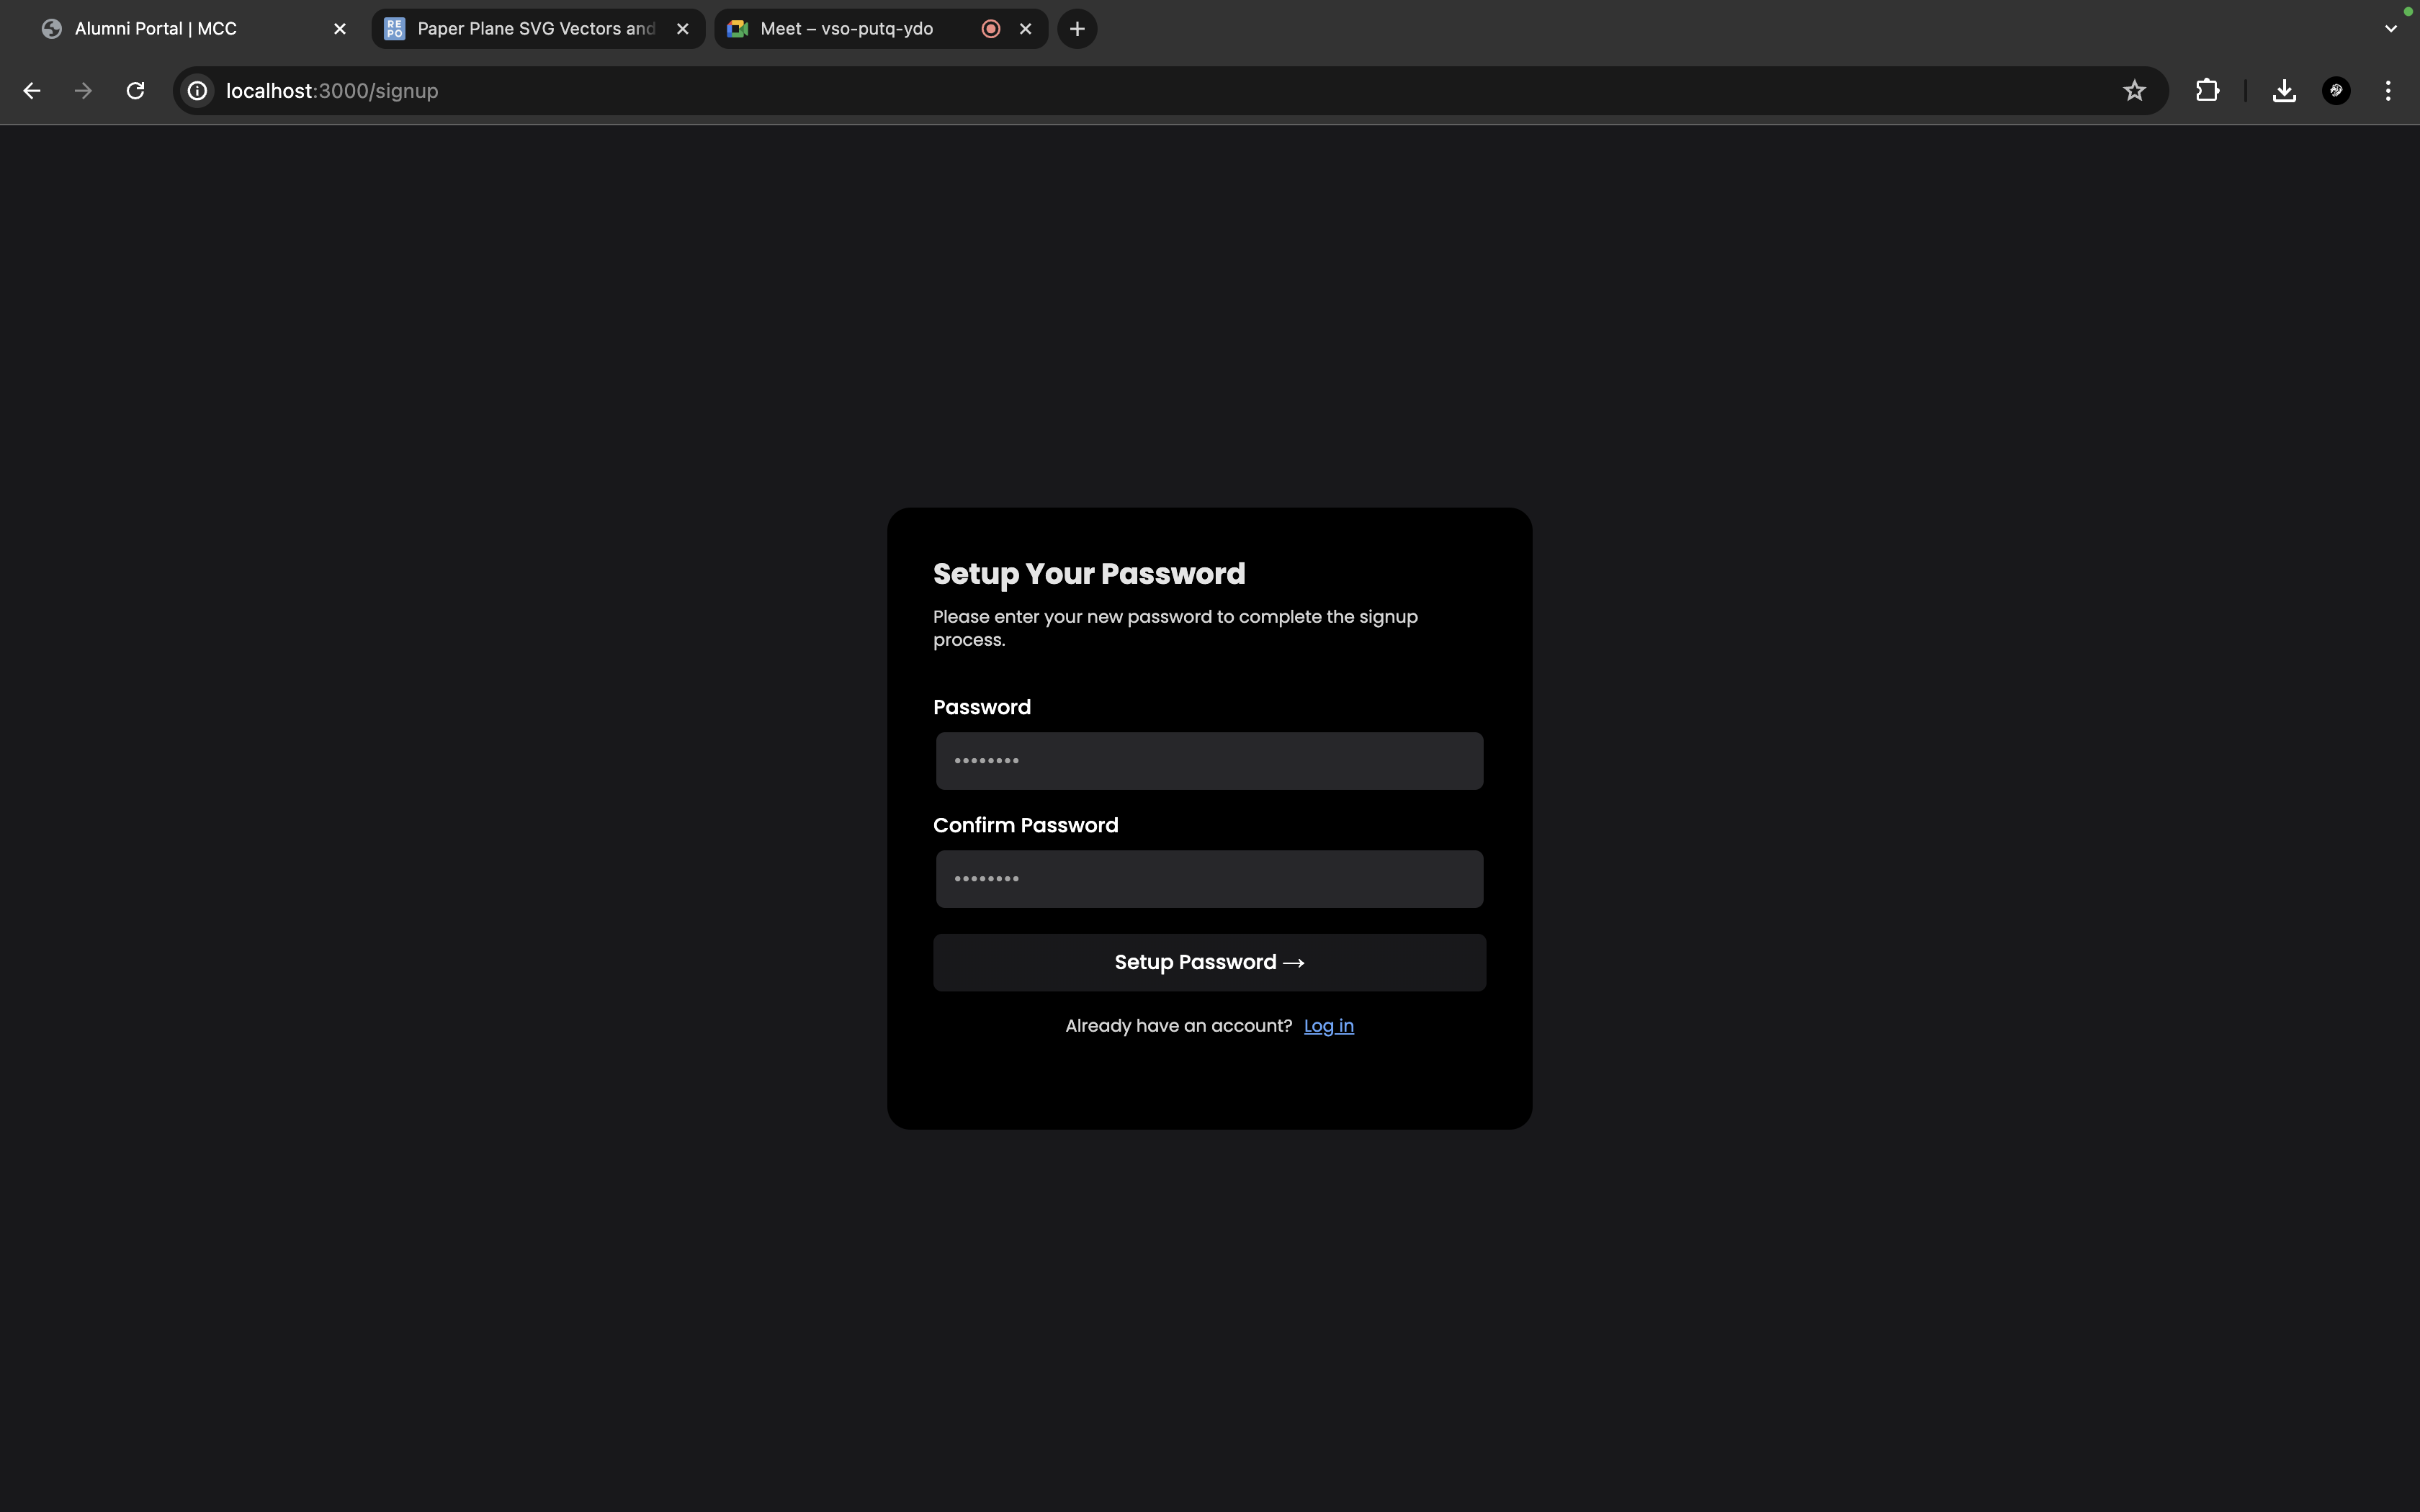 Alumni Portal | MCC
RE
PO
Paper Plane SVG Vectors and
Meet – vso-putq-ydo
localhost:3000/signup
Setup Your Password
Please enter your new password to complete the signup
process.
Password
••••••••
Confirm Password
••••••••
Setup Password →
Already have an account? Log in